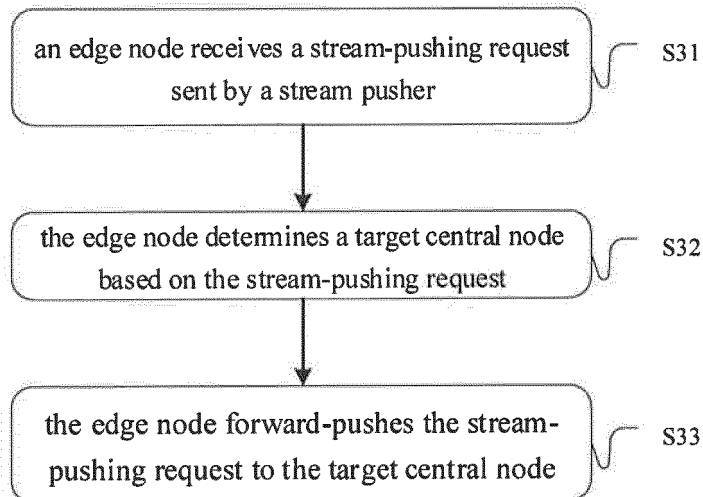 an edge node receives a stream-pushing request
sent by a stream pusher
S31
the edge node determines a target central node
based on the stream-pushing request
S32
the edge node forward-pushes the stream-
pushing request to the target central node
S33